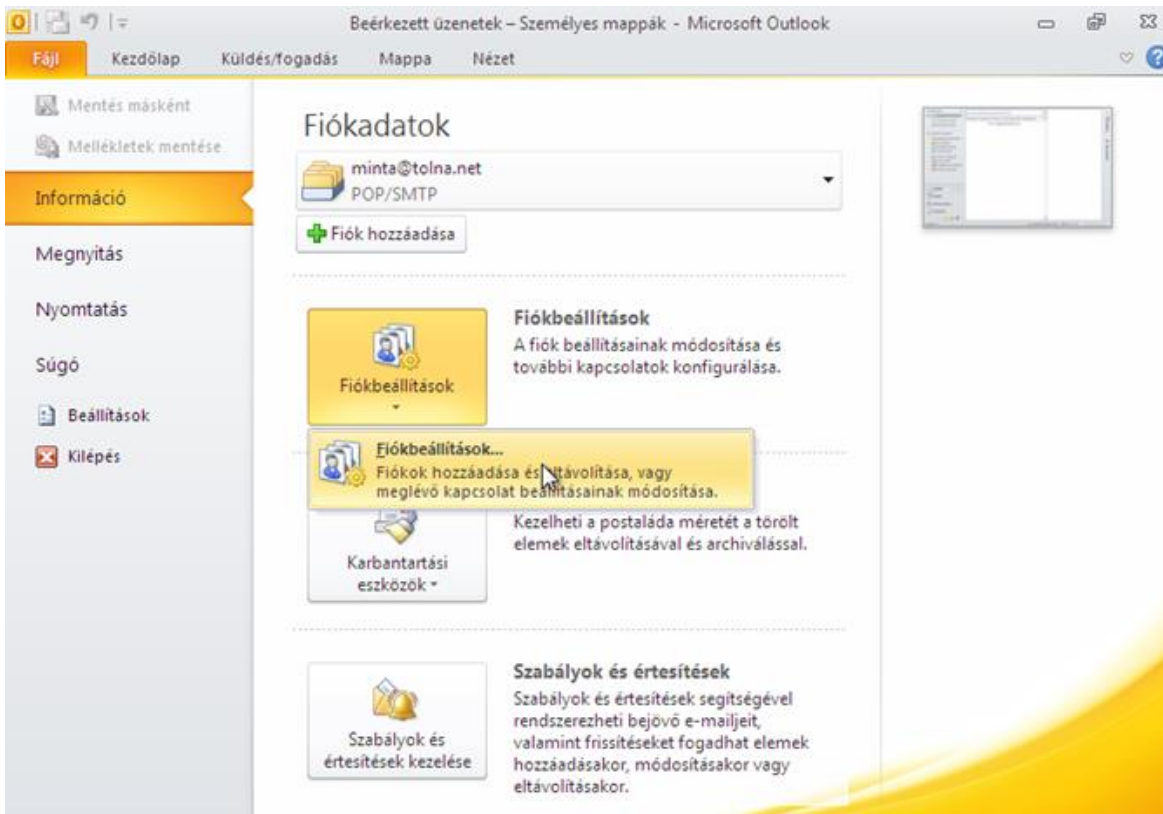 Beérkezett üzenetek – Személyes mappák - Microsoft Outlook
Fájl
Kezdőlap
Küldés/fogadás
Mappa
Nézet
Mentés másként
Mellékletek mentése
Információ
Megnyitás
Nyomtatás
Súgó
Beállítások
Kilépés
Fiókadatok
minta@tolna.net
POP/SMTP
Fiók hozzáadása
Fiókbeállítások
Fiókbeállítások
A fiók beállításainak módosítása és
további kapcsolatok konfigurálása.
Fiókbeállítások...
Fiókok hozzáadása és eltávolítása, vagy
meglévő kapcsolat beállításainak módosítása.
Karbantartási
eszközök
Kezelheti a postaláda méretét a törölt
elemek eltávolításával és archiválással.
Szabályok és
értesítések kezelése
Szabályok és értesítések
Szabályok és értesítések segítségével
rendszerezheti bejövő e-mailjeit,
valamint frissítéseket fogadhat elemek
hozzáadásakor, módosításakor vagy
eltávolításakor.